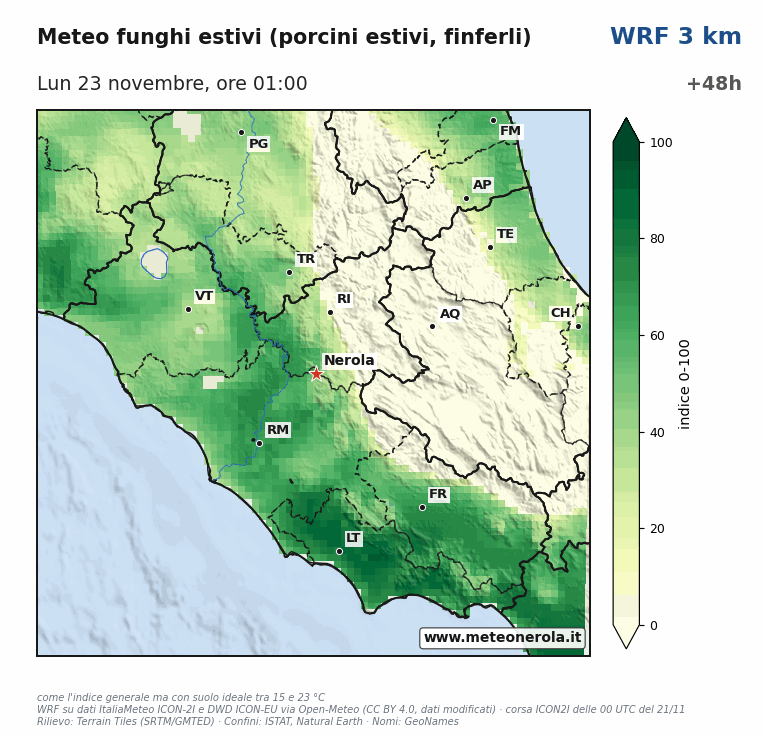 Meteo funghi estivi (porcini estivi, finferli)
WRF 3 km
Lun 23 novembre, ore 01:00
+48h
FM
PG
AP
TE
TR
VT
RI
AQ
CH
Nerola
RM
FR
LT
www.meteonerola.it
100
80
60
40
20
0
indice 0-100
come l'indice generale ma con suolo ideale tra 15 e 23 °C
WRF su dati ItaliaMeteo ICON-2I e DWD ICON-EU via Open-Meteo (CC BY 4.0, dati modificati) · corsa ICON2I delle 00 UTC del 21/11
Rilievo: Terrain Tiles (SRTM/GMTED) · Confini: ISTAT, Natural Earth · Nomi: GeoNames